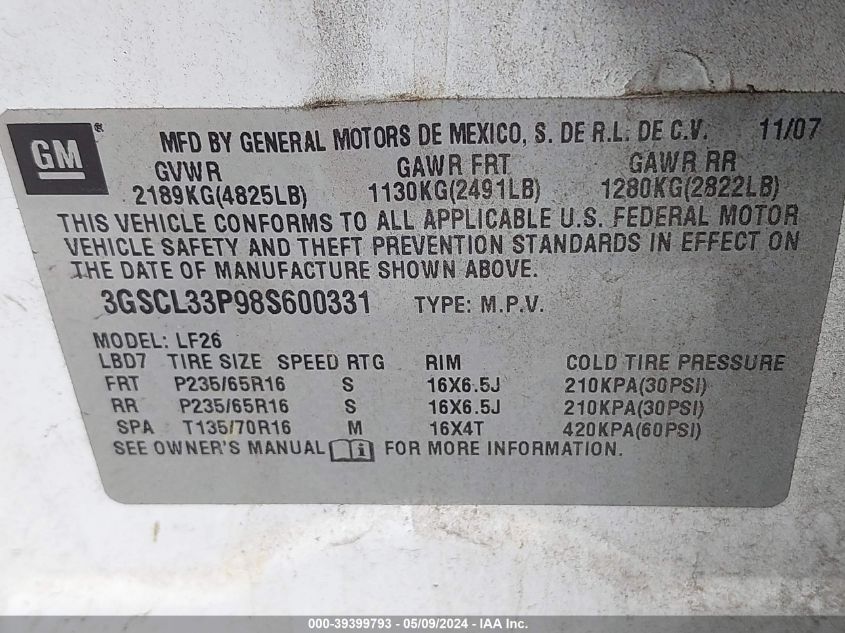 GM® MFD BY GENERAL MOTORS DE MEXICO, S. DE R.L. DE C.V. 11/07
GVWR GAWR FRT GAWR RR
2189KG(4825LB) 1130KG(2491LB) 1280KG(2822LB)
THIS VEHICLE CONFORMS TO ALL APPLICABLE U.S. FEDERAL MOTOR
VEHICLE SAFETY AND THEFT PREVENTION STANDARDS IN EFFECT ON
THE DATE OF MANUFACTURE SHOWN ABOVE.
3GSCL33P98S600331 TYPE: M.P.V.
MODEL: LF26
LBD7 TIRE SIZE SPEED RTG RIM COLD TIRE PRESSURE
FRT P235/65R16 S 16X6.5J 210KPA(30PSI)
RR P235/65R16 S 16X6.5J 210KPA(30PSI)
SPA T135/70R16 M 16X4T 420KPA(60PSI)
SEE OWNER'S MANUAL i FOR MORE INFORMATION.
000-39399793 - 05/09/2024 - IAA Inc.